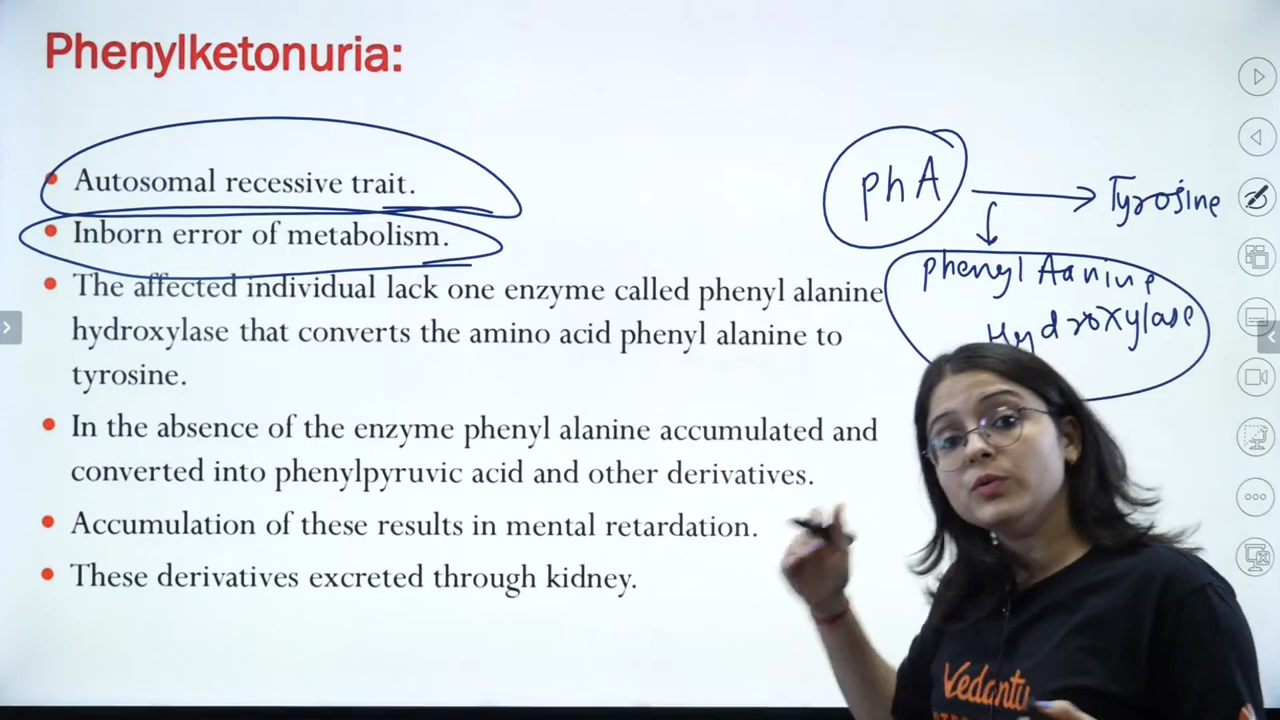 Phenylketonuria:
Autosomal recessive trait.
Inborn error of metabolism.
The affected individual lack one enzyme called phenyl alanine
hydroxylase that converts the amino acid phenyl alanine to
tyrosine.
In the absence of the enzyme phenyl alanine accumulated and
converted into phenylpyruvic acid and other derivatives.
Accumulation of these results in mental retardation.
These derivatives excreted through kidney.
phA
Tyrosine
phenyl Aanine
Hydroxylase
Vedantu